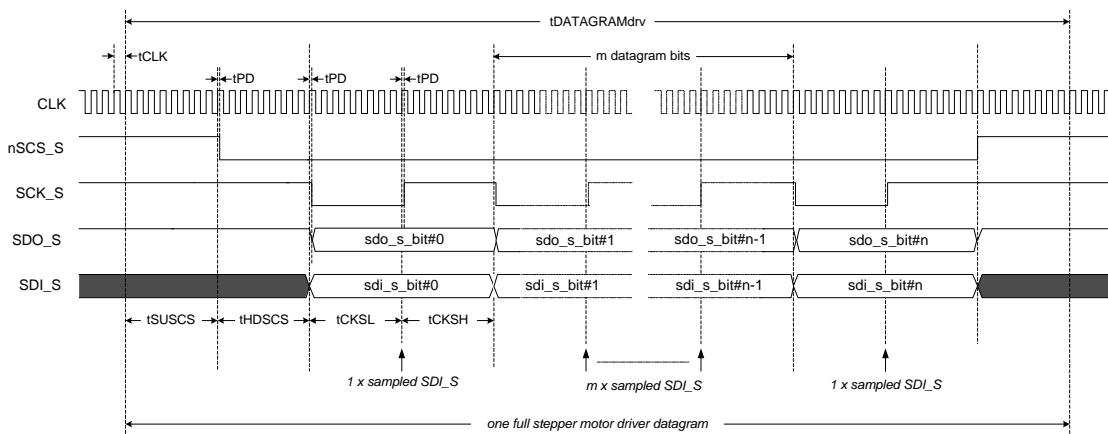 tDATAGRAMdrv
tCLK
m datagram bits
tPD tPD tPD
CLK
nSCS_S
SCK_S
SDO_S sdo_s_bit#0 sdo_s_bit#1 sdo_s_bit#n-1 sdo_s_bit#n
SDI_S sdi_s_bit#0 sdi_s_bit#1 sdi_s_bit#n-1 sdi_s_bit#n
tSUSCS tHDSCS tCKSL tCKSH
1 x sampled SDI_S m x sampled SDI_S 1 x sampled SDI_S
one full stepper motor driver datagram